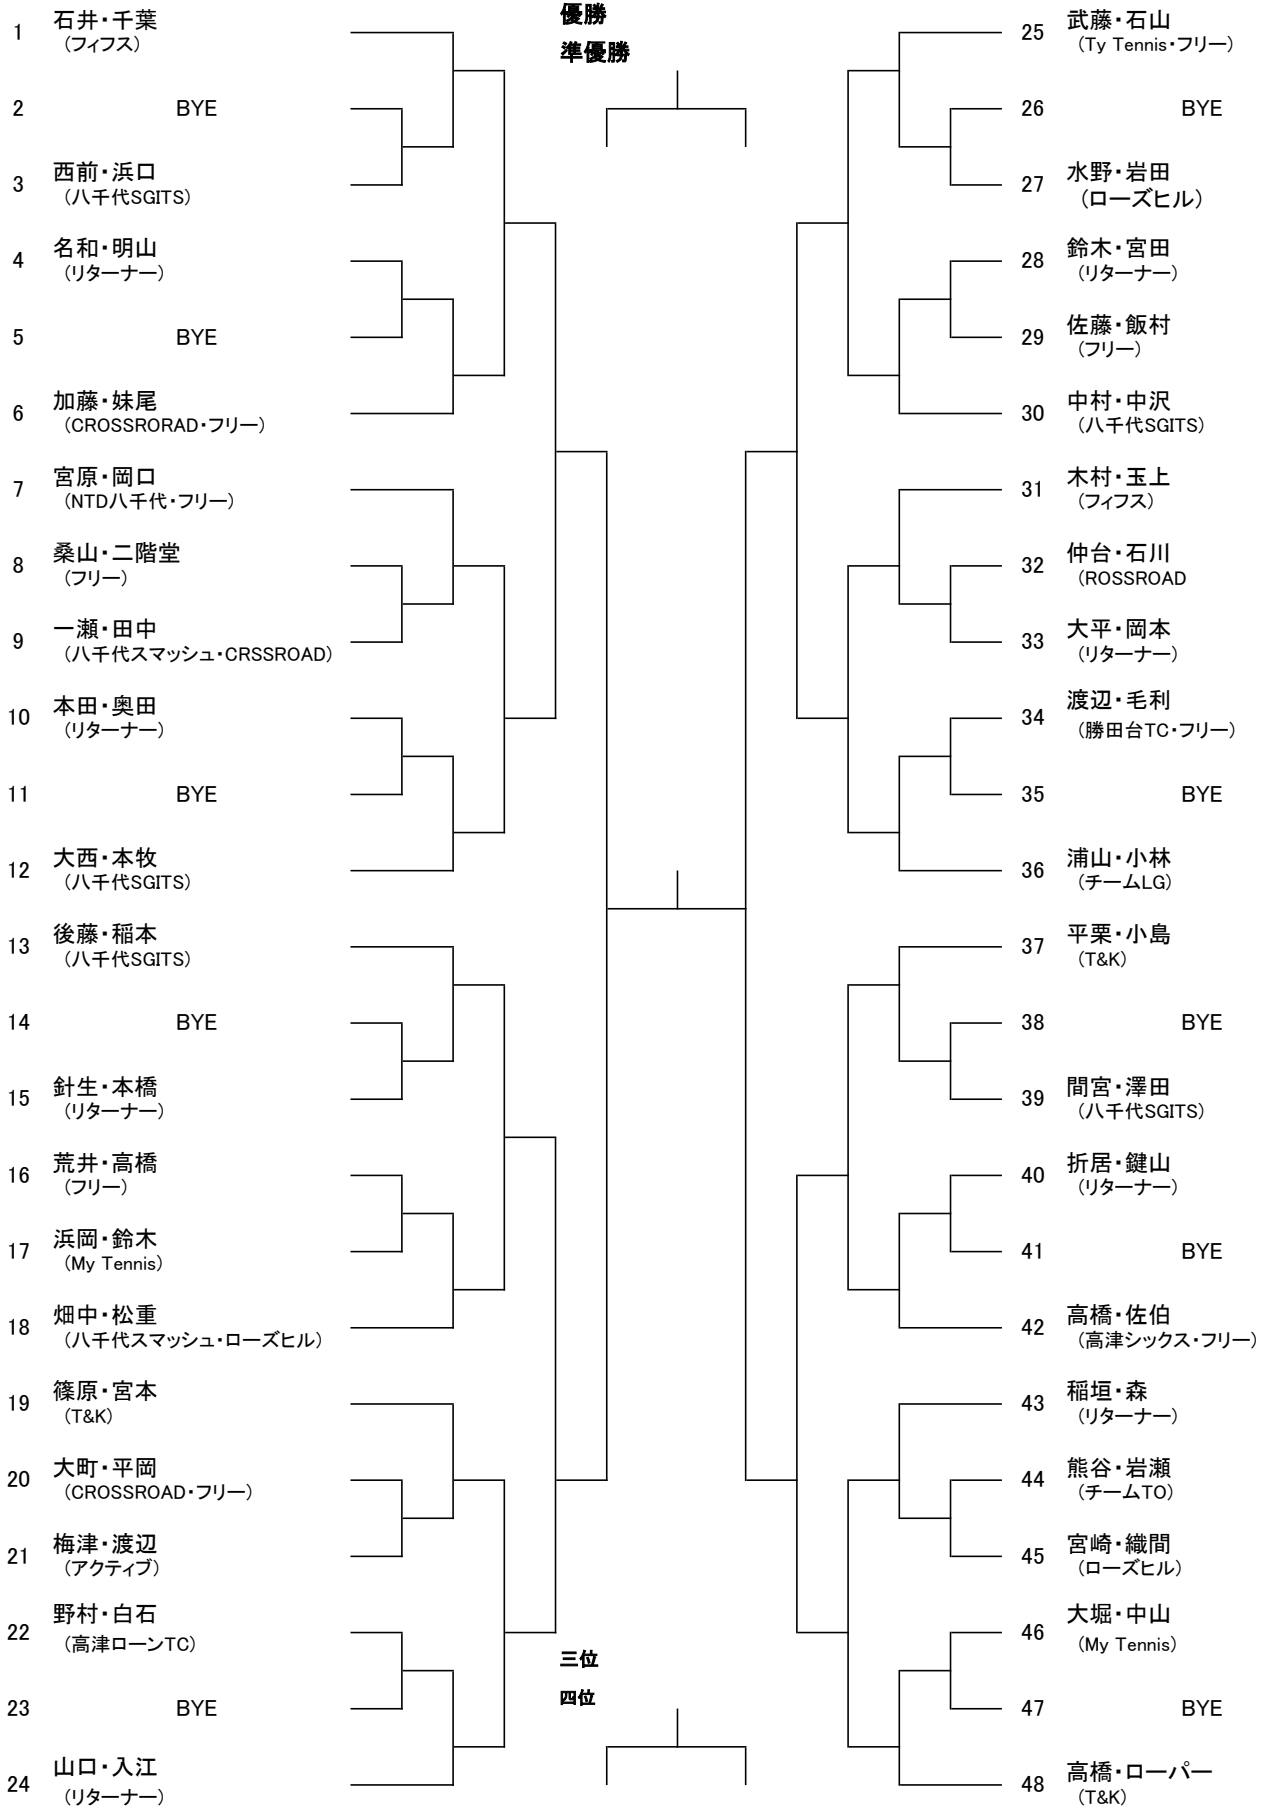 優勝
準優勝
1 石井・千葉
(フィフス)
2 BYE
3 西前・浜口
(八千代SGITS)
4 名和・明山
(リターナー)
5 BYE
6 加藤・妹尾
(CROSSRORAD・フリー)
7 宮原・岡口
(NTD八千代・フリー)
8 桑山・二階堂
(フリー)
9 一瀬・田中
(八千代スマッシュ・CRSSROAD)
10 本田・奥田
(リターナー)
11 BYE
12 大西・本牧
(八千代SGITS)
13 後藤・稲本
(八千代SGITS)
14 BYE
15 針生・本橋
(リターナー)
16 荒井・高橋
(フリー)
17 浜岡・鈴木
(My Tennis)
18 畑中・松重
(八千代スマッシュ・ローズヒル)
19 篠原・宮本
(T&K)
20 大町・平岡
(CROSSROAD・フリー)
21 梅津・渡辺
(アクティブ)
22 野村・白石
(高津ローンTC)
23 BYE
24 山口・入江
(リターナー)
25 武藤・石山
(Ty Tennis・フリー)
26 BYE
27 水野・岩田
(ローズヒル)
28 鈴木・宮田
(リターナー)
29 佐藤・飯村
(フリー)
30 中村・中沢
(八千代SGITS)
31 木村・玉上
(フィフス)
32 仲台・石川
(ROSSROAD
33 大平・岡本
(リターナー)
34 渡辺・毛利
(勝田台TC・フリー)
35 BYE
36 浦山・小林
(チームLG)
37 平栗・小島
(T&K)
38 BYE
39 間宮・澤田
(八千代SGITS)
40 折居・鍵山
(リターナー)
41 BYE
42 高橋・佐伯
(高津シックス・フリー)
43 稲垣・森
(リターナー)
44 熊谷・岩瀬
(チームTO)
45 宮崎・織間
(ローズヒル)
46 大堀・中山
(My Tennis)
47 BYE
48 高橋・ローパー
(T&K)
三位
四位